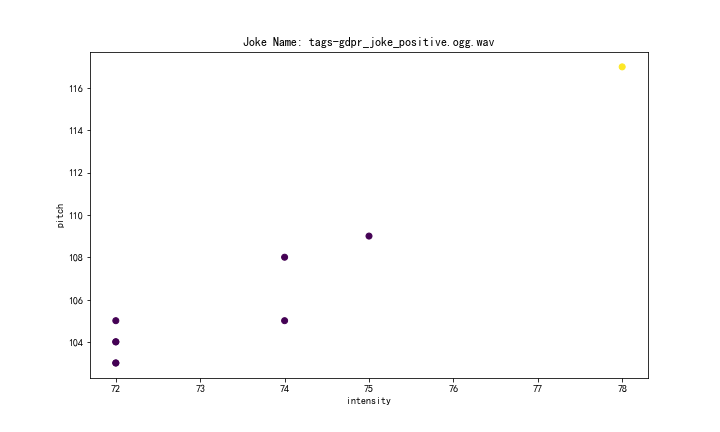 Joke Name: tags-gdpr_joke_positive.ogg.wav
116
114
112
110
108
106
104
pitch
72 73 74 75 76 77 78
intensity